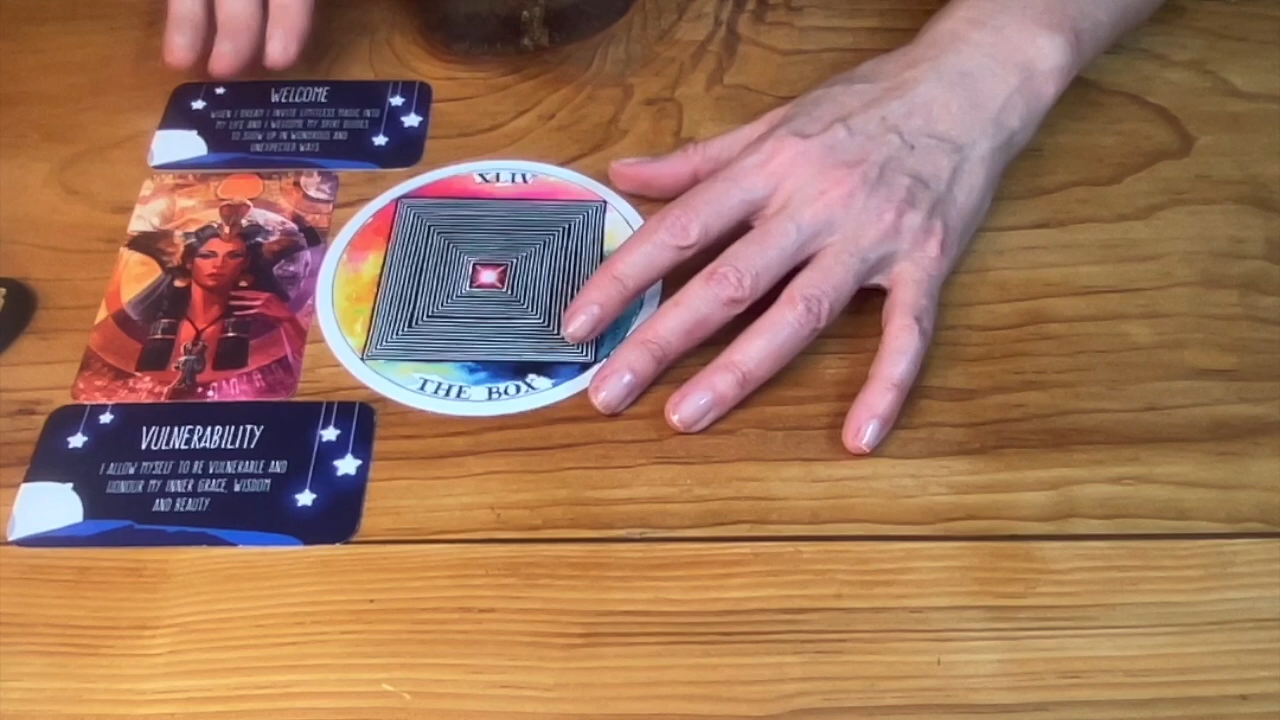 WELCOME
WHEN I DREAM I INVITE LIMITLESS MAGIC INTO
MY LIFE AND I WELCOME MY SPIRIT GUIDES
TO SHOW UP IN WONDROUS AND
UNEXPECTED WAYS
XLIV
THE BOX
VULNERABILITY
I ALLOW MYSELF TO BE VULNERABLE AND
HONOUR MY INNER GRACE, WISDOM
AND BEAUTY